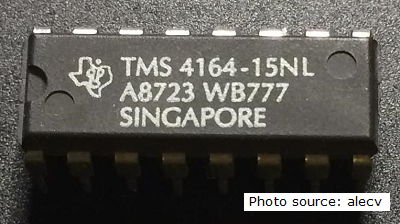 TMS 4164-15NL
A8723 WB777
SINGAPORE
Photo source: alecv